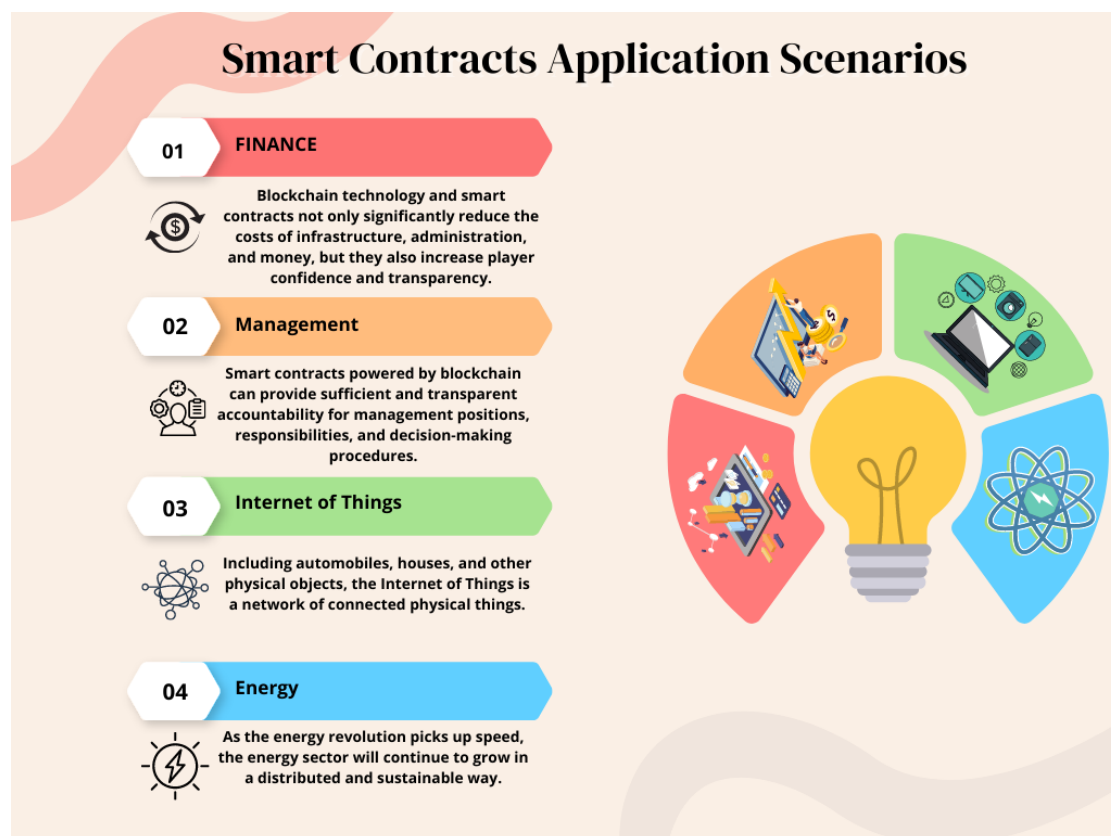 Smart Contracts Application Scenarios
01
FINANCE
Blockchain technology and smart
contracts not only significantly reduce the
costs of infrastructure, administration,
and money, but they also increase player
confidence and transparency.
02
Management
Smart contracts powered by blockchain
can provide sufficient and transparent
accountability for management positions,
responsibilities, and decision-making
procedures.
03
Internet of Things
Including automobiles, houses, and other
physical objects, the Internet of Things is
a network of connected physical things.
04
Energy
As the energy revolution picks up speed,
the energy sector will continue to grow in
a distributed and sustainable way.